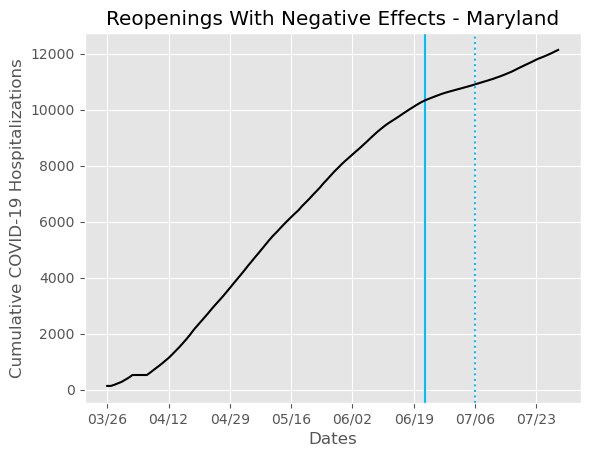 Reopenings With Negative Effects - Maryland
Cumulative COVID-19 Hospitalizations
12000
10000
8000
6000
4000
2000
0
03/26 04/12 04/29 05/16 06/02 06/19 07/06 07/23
Dates